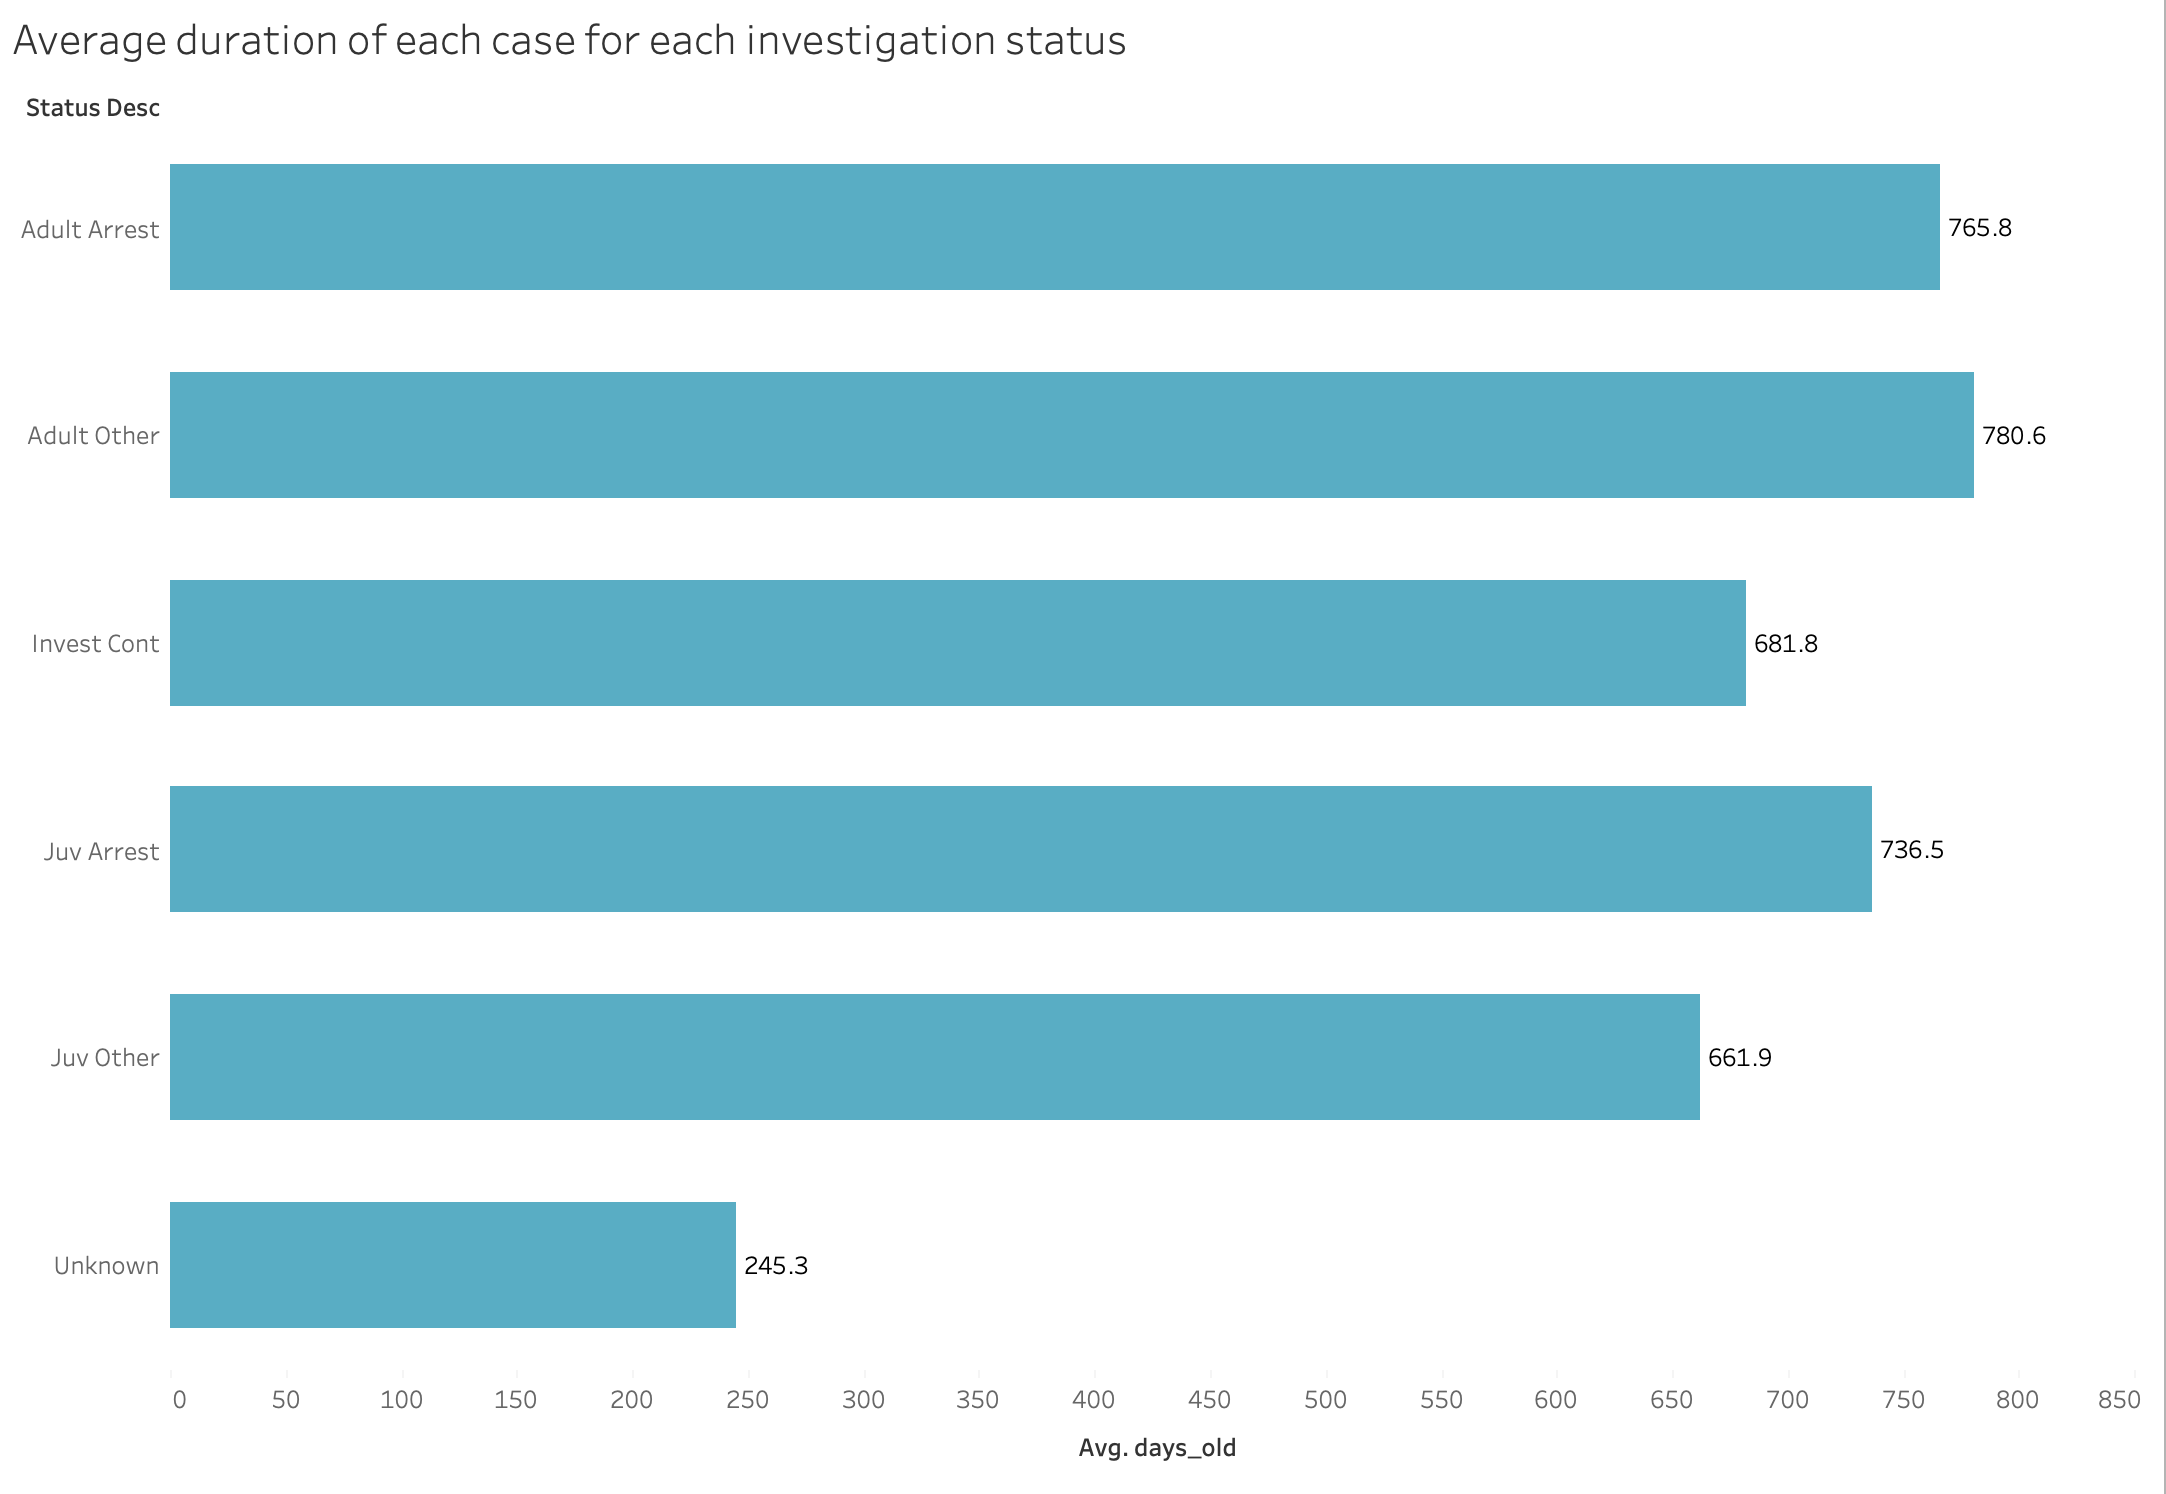 Average duration of each case for each investigation status
Status Desc
Adult Arrest 765.8
Adult Other 780.6
Invest Cont 681.8
Juv Arrest 736.5
Juv Other 661.9
Unknown 245.3
0 50 100 150 200 250 300 350 400 450 500 550 600 650 700 750 800 850
Avg. days_old